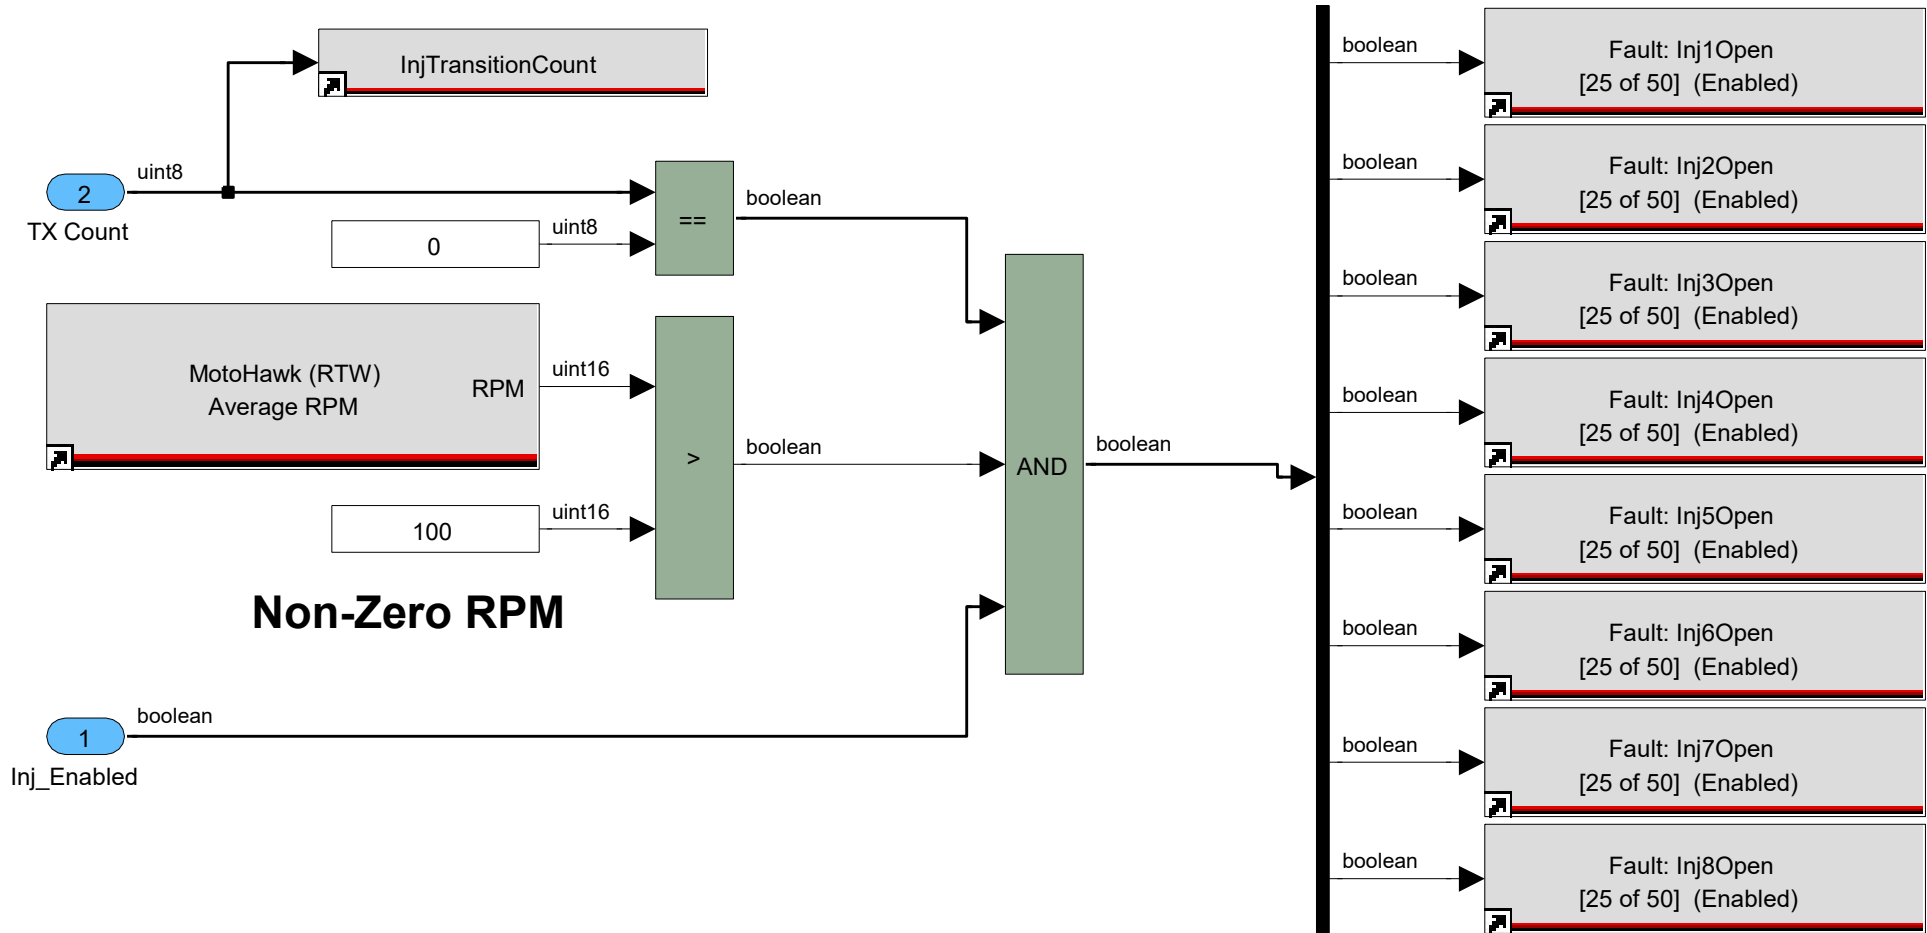 InjTransitionCount
uint8
2
TX Count
0
uint8
==
boolean
MotoHawk (RTW)
Average RPM
RPM
uint16
100
uint16
>
boolean
Non-Zero RPM
1
Inj_Enabled
boolean
AND
boolean
boolean
Fault: Inj1Open
[25 of 50]  (Enabled)
boolean
Fault: Inj2Open
[25 of 50]  (Enabled)
boolean
Fault: Inj3Open
[25 of 50]  (Enabled)
boolean
Fault: Inj4Open
[25 of 50]  (Enabled)
boolean
Fault: Inj5Open
[25 of 50]  (Enabled)
boolean
Fault: Inj6Open
[25 of 50]  (Enabled)
boolean
Fault: Inj7Open
[25 of 50]  (Enabled)
boolean
Fault: Inj8Open
[25 of 50]  (Enabled)